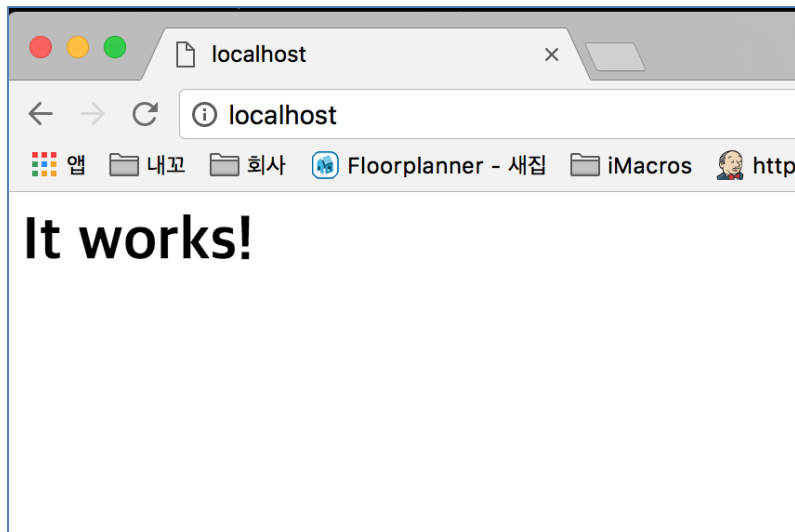 localhost
localhost
앱 내꼬 회사 Floorplanner - 새집 iMacros http
It works!